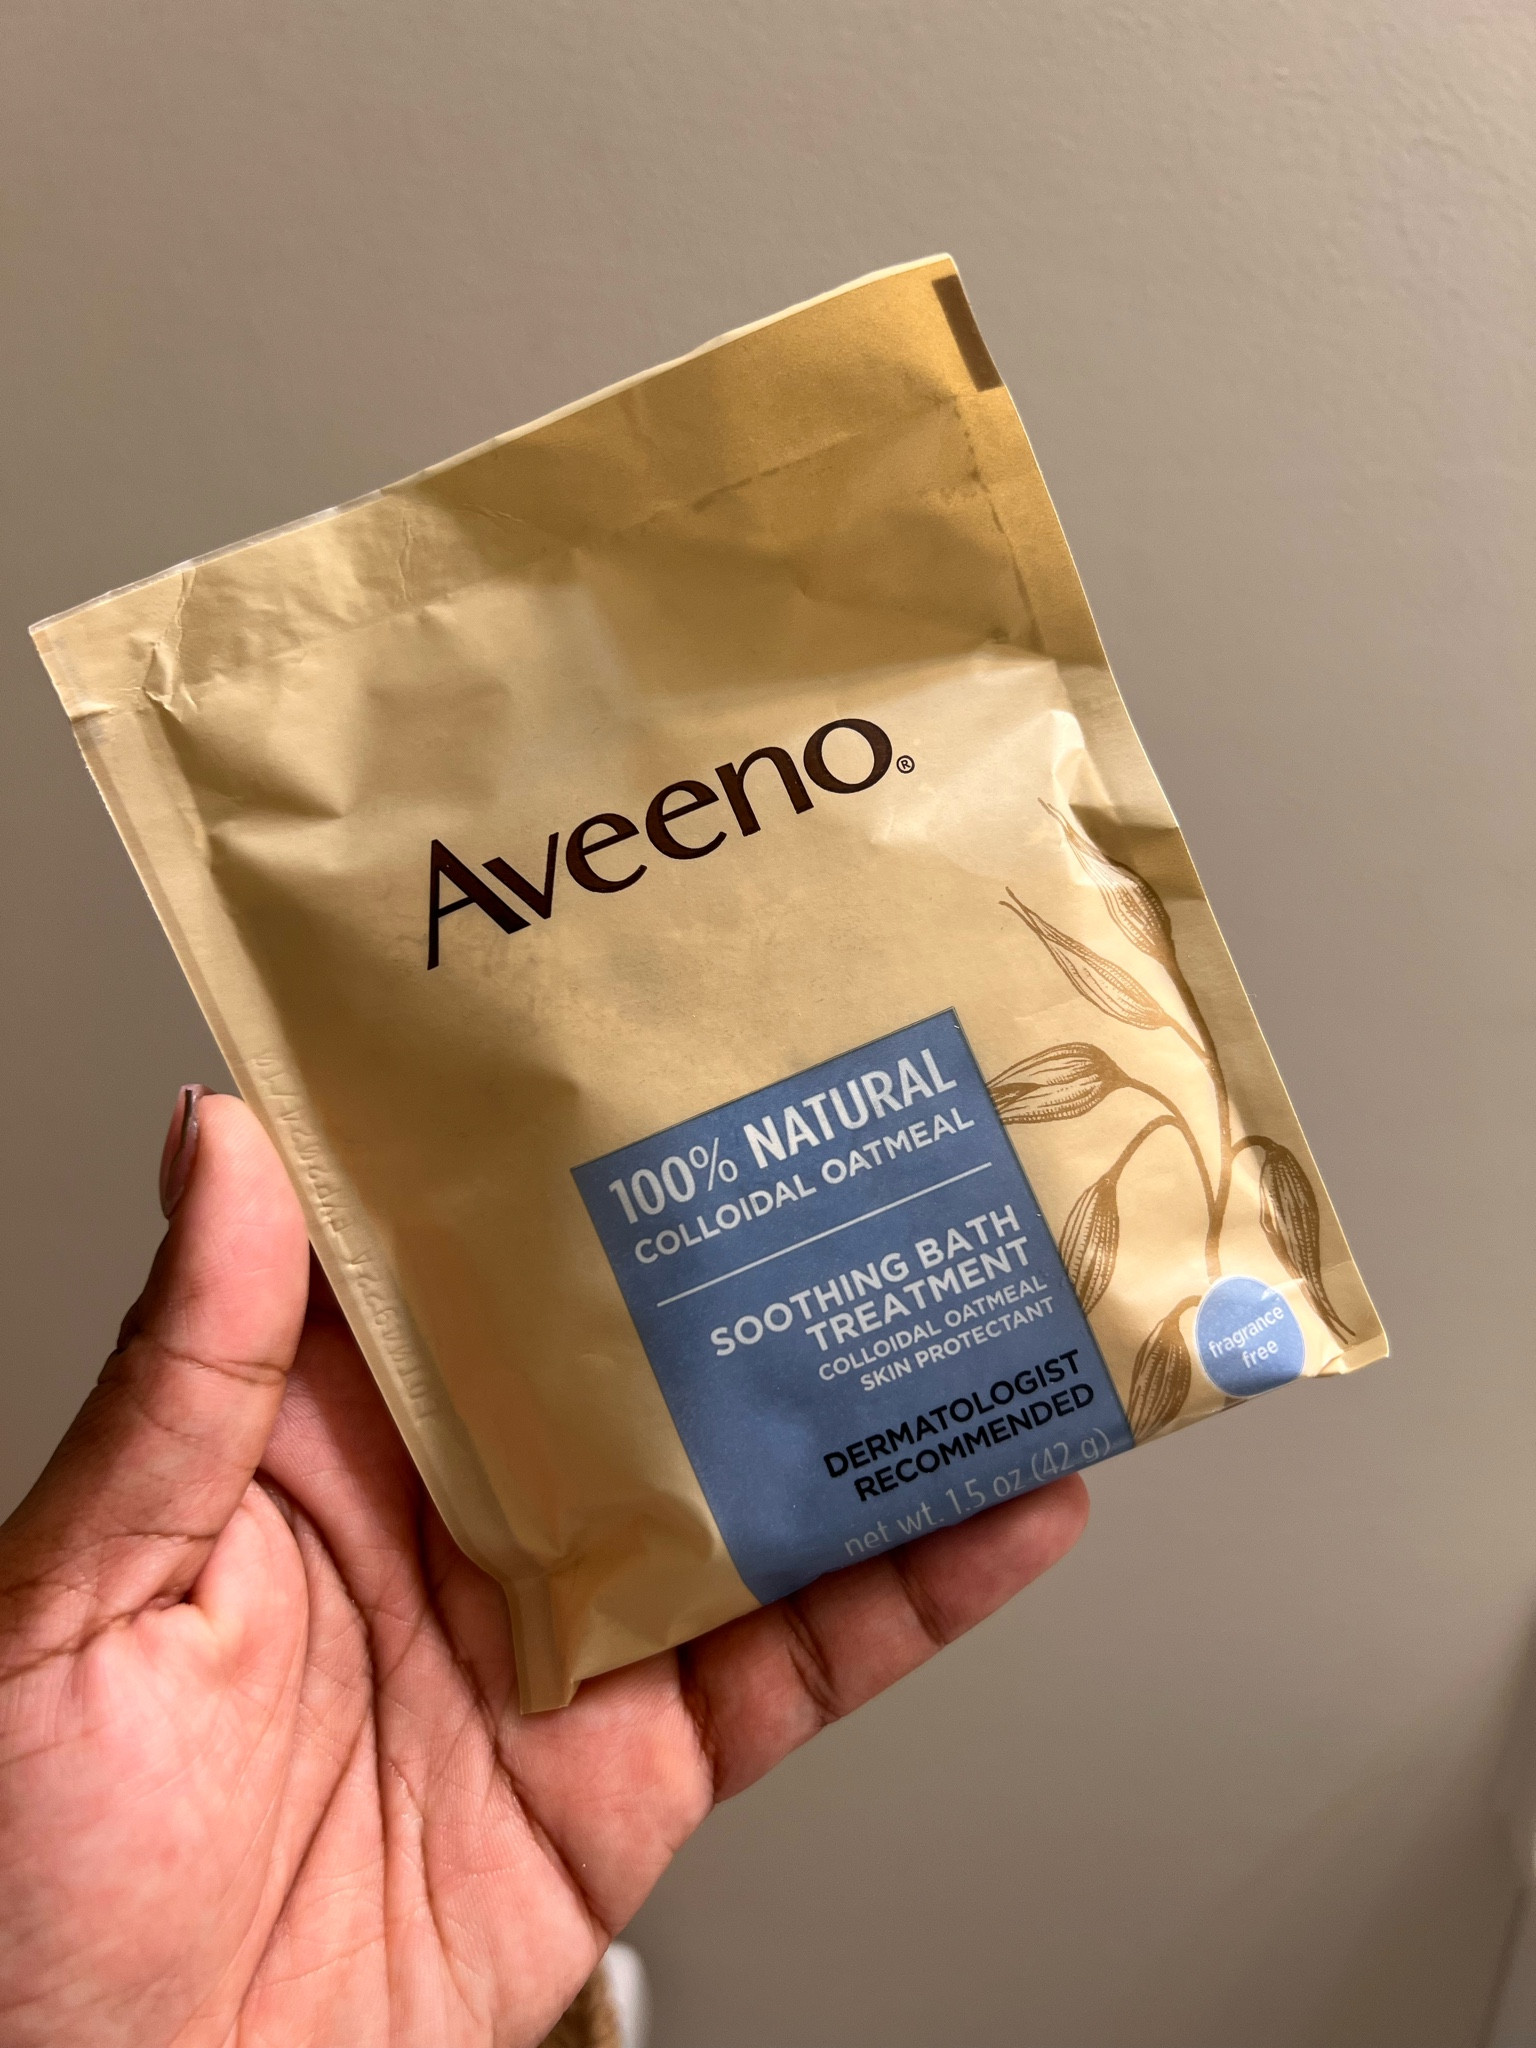 Aveeno®
100% NATURAL
COLLOIDAL OATMEAL
SOOTHING BATH
TREATMENT
COLLOIDAL OATMEAL
SKIN PROTECTANT
DERMATOLOGIST
RECOMMENDED
net wt. 1.5 oz (42 g)
fragrance
free